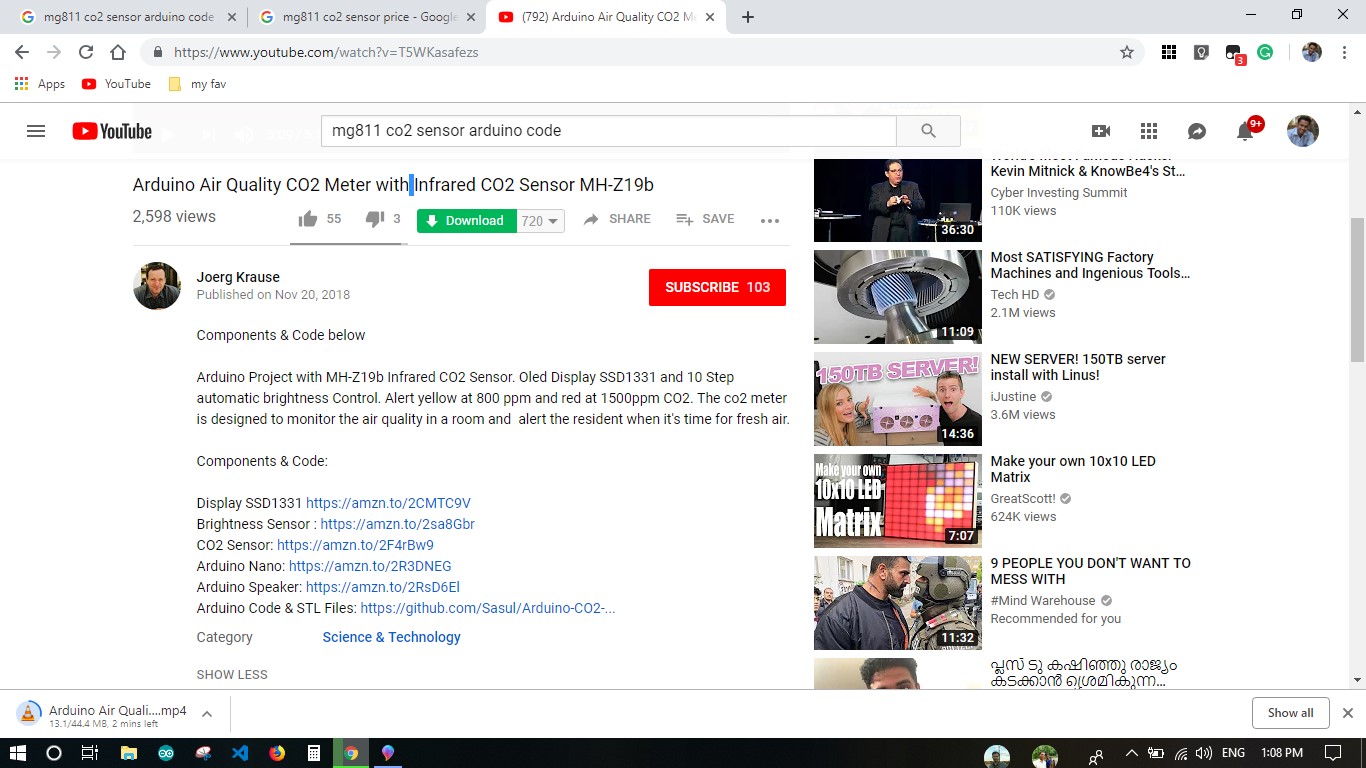 mg811 co2 sensor arduino code
mg811 co2 sensor price - Google
(792) Arduino Air Quality CO2 M
https://www.youtube.com/watch?v=T5WKasafezs
3
Apps
YouTube
my fav
YouTube
mg811 co2 sensor arduino code
9+
Arduino Air Quality CO2 Meter with Infrared CO2 Sensor MH-Z19b
2,598 views
55
3
Download
720
SHARE
SAVE
Joerg Krause
Published on Nov 20, 2018
SUBSCRIBE 103
Components & Code below
Arduino Project with MH-Z19b Infrared CO2 Sensor. Oled Display SSD1331 and 10 Step
automatic brightness Control. Alert yellow at 800 ppm and red at 1500ppm CO2. The co2 meter
is designed to monitor the air quality in a room and  alert the resident when it's time for fresh air.
Components & Code:
Display SSD1331 https://amzn.to/2CMTC9V
Brightness Sensor : https://amzn.to/2sa8Gbr
CO2 Sensor: https://amzn.to/2F4rBw9
Arduino Nano: https://amzn.to/2R3DNEG
Arduino Speaker: https://amzn.to/2RsD6El
Arduino Code & STL Files: https://github.com/Sasul/Arduino-CO2-...
Category
Science & Technology
SHOW LESS
36:30
Kevin Mitnick & KnowBe4's St...
Cyber Investing Summit
110K views
11:09
Most SATISFYING Factory
Machines and Ingenious Tools...
Tech HD
2.1M views
150TB SERVER!
14:36
NEW SERVER! 150TB server
install with Linus!
iJustine
3.6M views
Make your own
10x10 LED
Matrix
7:07
Make your own 10x10 LED
Matrix
GreatScott!
624K views
11:32
9 PEOPLE YOU DON'T WANT TO
MESS WITH
#Mind Warehouse
Recommended for you
പ്ലസ് ടു കഷിഞ്ഞു രാജ്യം
കടക്കാൻ ശ്രമികുന്ന...
Arduino Air Quali....mp4
13.1/44.4 MB, 2 mins left
Show all
ENG
1:08 PM